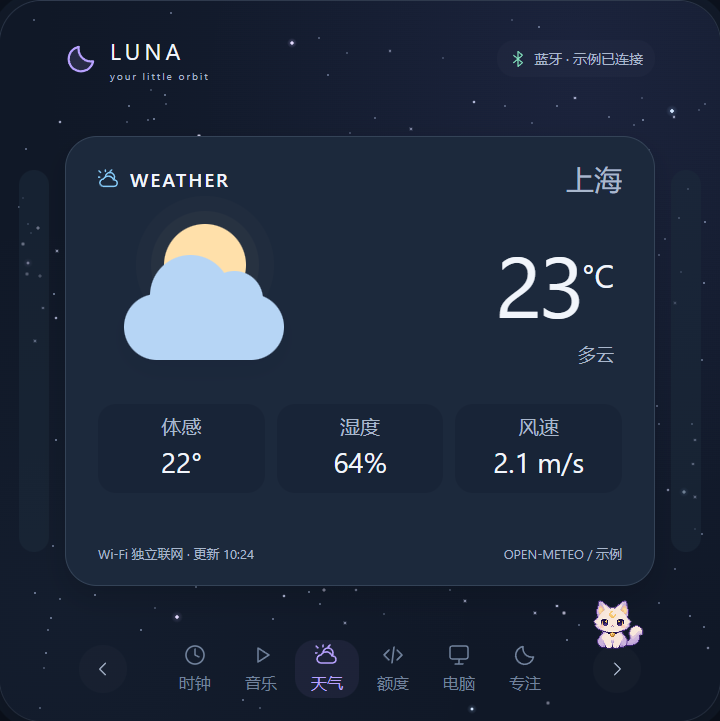 LUNA
your little orbit
蓝牙 · 示例已连接
WEATHER
上海
23°C
多云
体感
22°
湿度
64%
风速
2.1 m/s
Wi-Fi 独立联网 · 更新 10:24
OPEN-METEO / 示例
时钟
音乐
天气
额度
电脑
专注